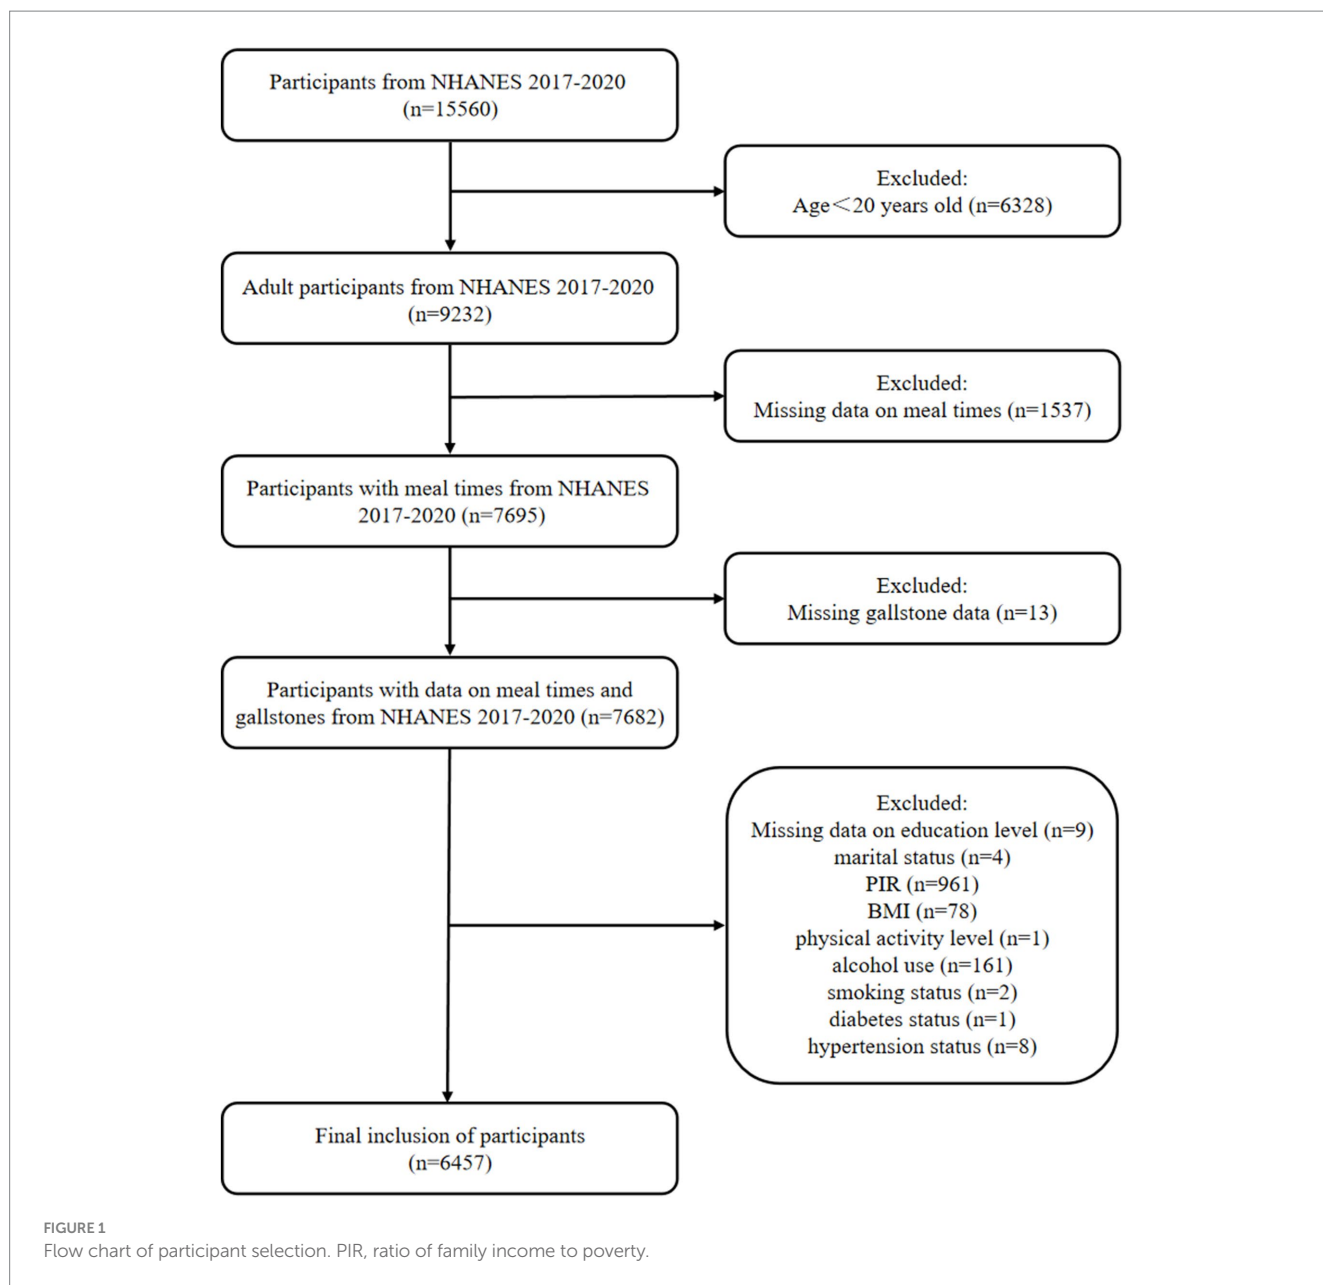 Participants from NHANES 2017-2020
(n=15560)
Excluded:
Age＜20 years old (n=6328)
Adult participants from NHANES 2017-2020
(n=9232)
Excluded:
Missing data on meal times (n=1537)
Participants with meal times from NHANES
2017-2020 (n=7695)
Excluded:
Missing gallstone data (n=13)
Participants with data on meal times and
gallstones from NHANES 2017-2020 (n=7682)
Excluded:
Missing data on education level (n=9)
marital status (n=4)
PIR (n=961)
BMI (n=78)
physical activity level (n=1)
alcohol use (n=161)
smoking status (n=2)
diabetes status (n=1)
hypertension status (n=8)
Final inclusion of participants
(n=6457)
FIGURE 1
Flow chart of participant selection. PIR, ratio of family income to poverty.